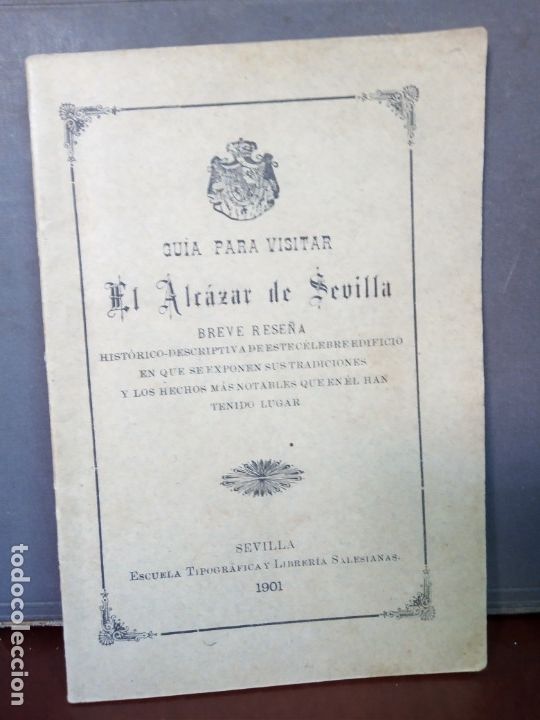 GUÍA PARA VISITAR
El Alcázar de Sevilla
BREVE RESEÑA
HISTÓRICO-DESCRIPTIVA DE ESTE CÉLEBRE EDIFICIO
EN QUE SE EXPONEN SUS TRADICIONES
Y LOS HECHOS MÁS NOTABLES QUE EN ÉL HAN
TENIDO LUGAR
SEVILLA
ESCUELA TIPOGRÁFICA Y LIBRERÍA SALESIANAS.
1901
todocoleccion